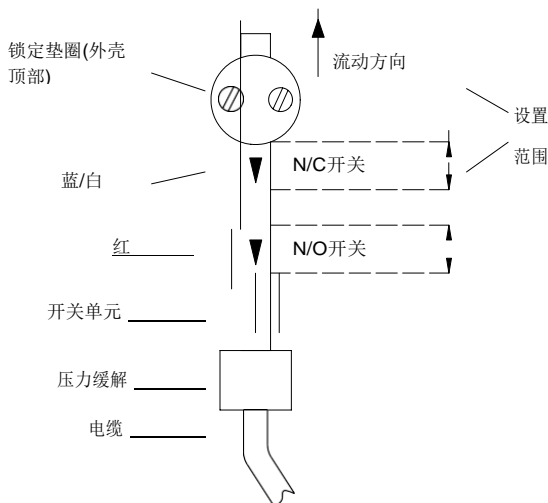 锁定垫圈(外壳
顶部)
流动方向
设置
范围
N/C开关
蓝/白
N/O开关
红
开关单元
压力缓解
电缆